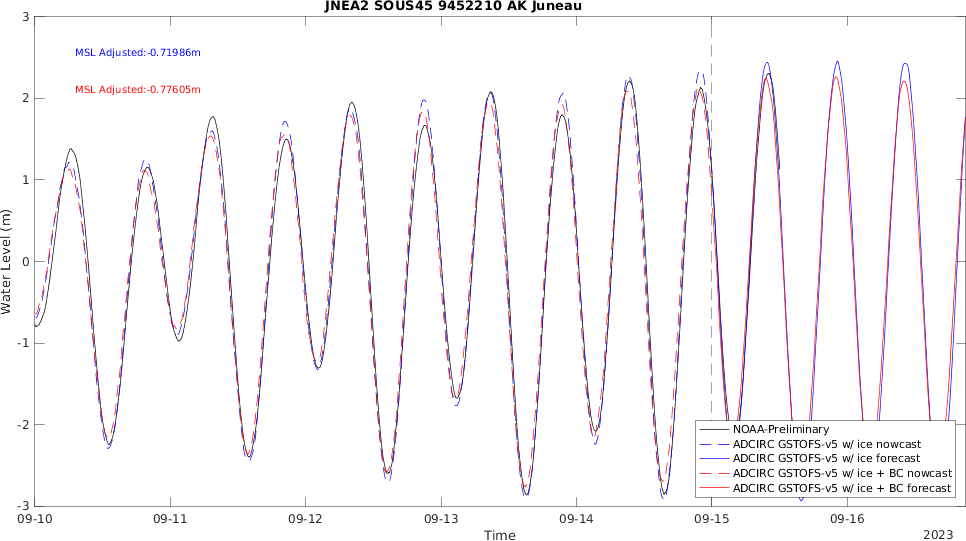 JNEA2 SOUS45 9452210 AK Juneau
MSL Adjusted:-0.71986m
MSL Adjusted:-0.77605m
3
2
1
0
-1
-2
-3
Water Level (m)
NOAA-Preliminary
ADCIRC GSTOFS-v5 w/ ice nowcast
ADCIRC GSTOFS-v5 w/ ice forecast
ADCIRC GSTOFS-v5 w/ ice + BC nowcast
ADCIRC GSTOFS-v5 w/ ice + BC forecast
09-10 09-11 09-12 09-13 09-14 09-15 09-16
Time
2023